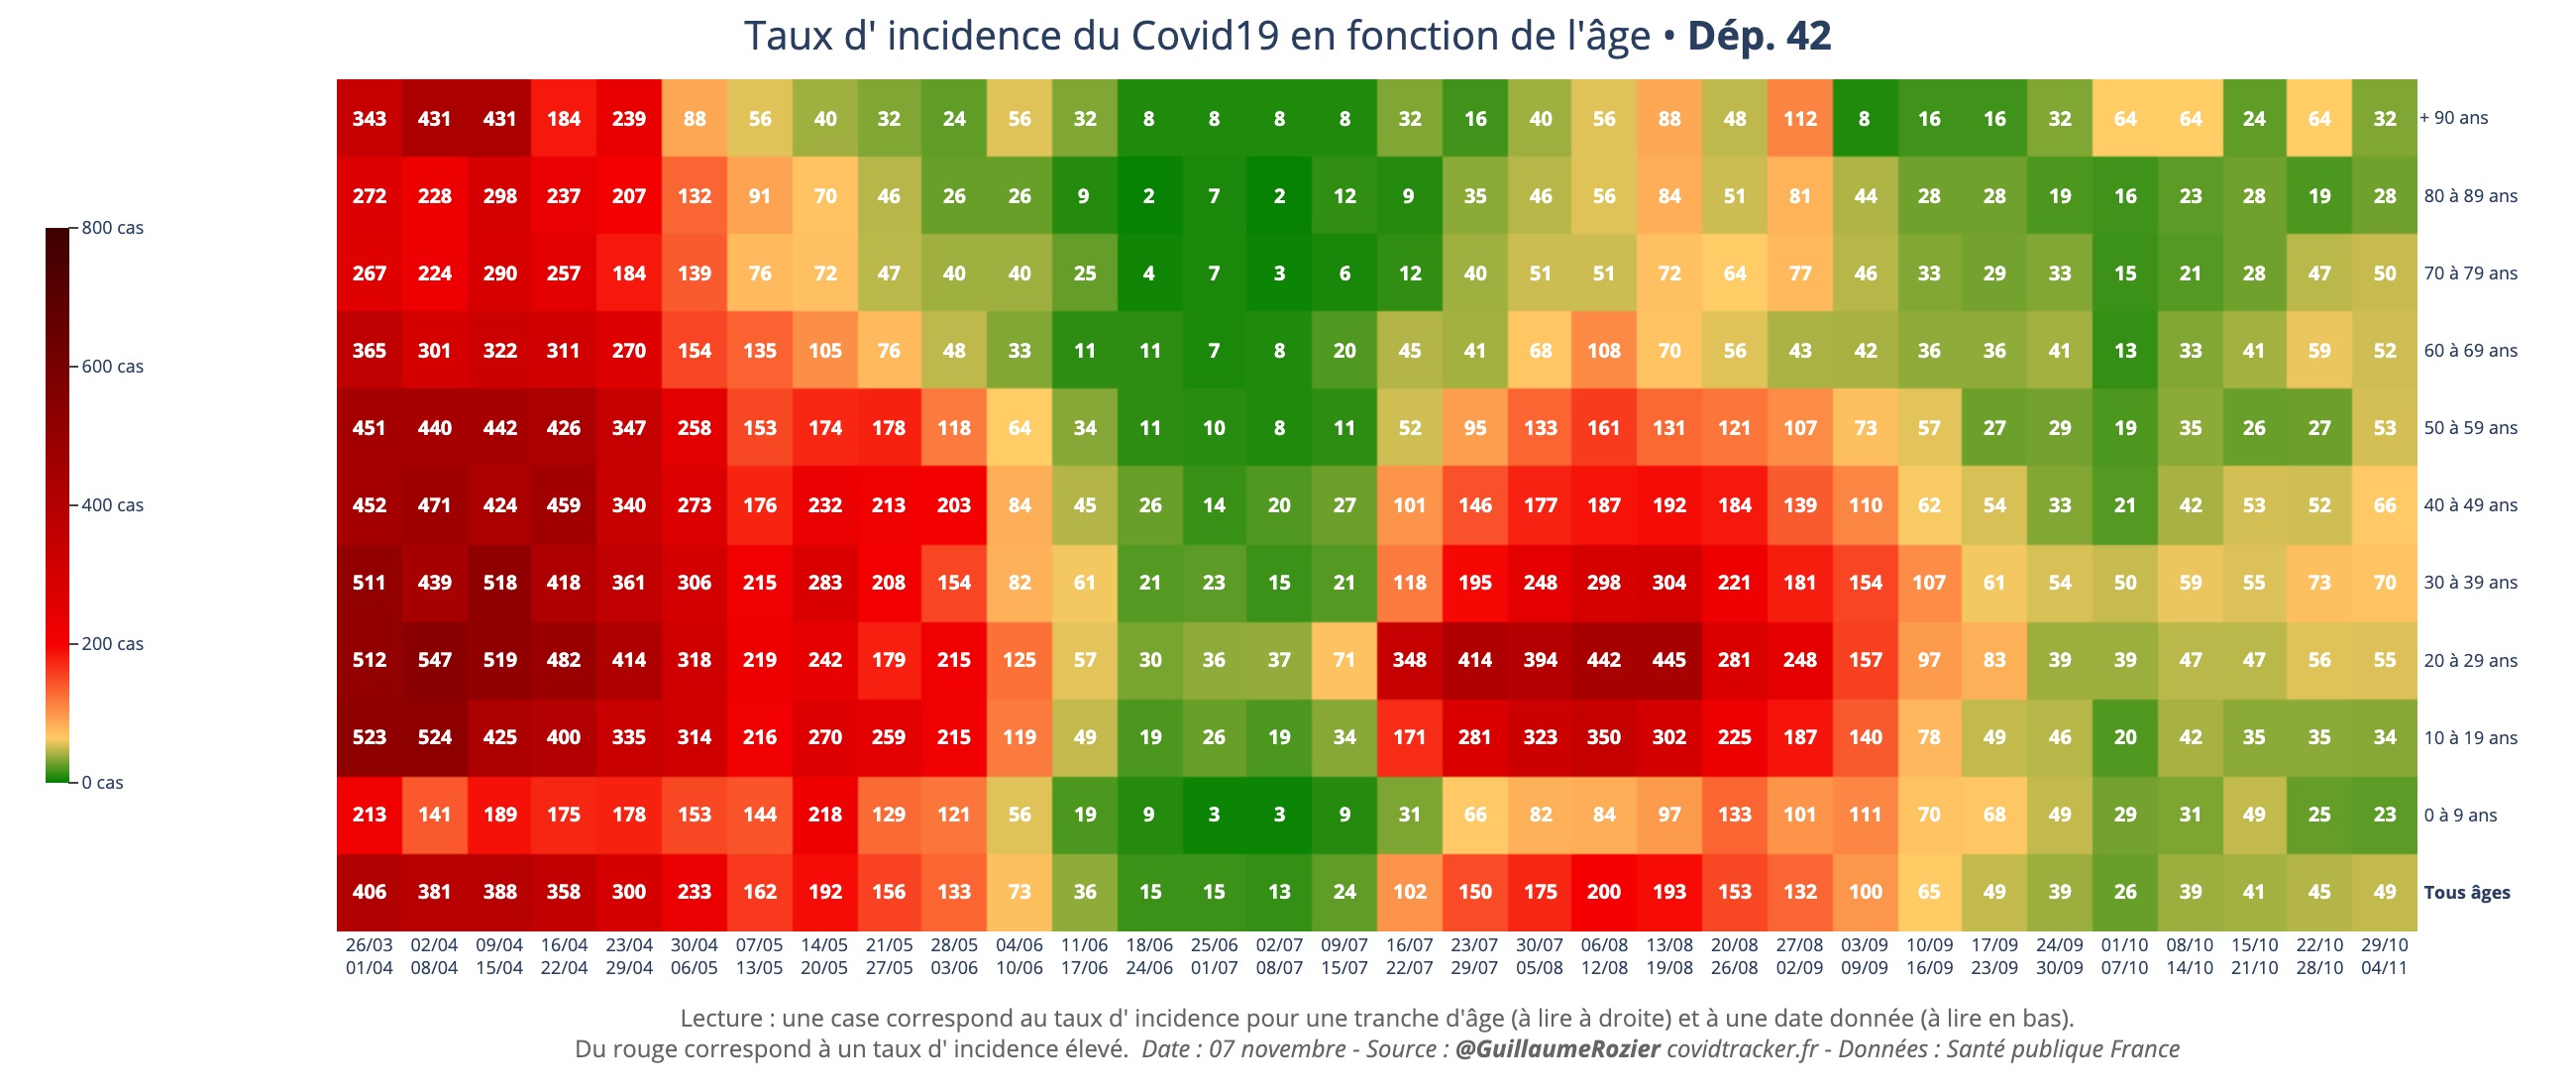 Taux d' incidence du Covid19 en fonction de l'âge • Dép. 42
343 431 431 184 239 88 56 40 32 24 56 32 8 8 8 8 32 16 40 56 88 48 112 8 16 16 32 64 64 24 64 32 + 90 ans
272 228 298 237 207 132 91 70 46 26 26 9 2 7 2 12 9 35 46 56 84 51 81 44 28 28 19 16 23 28 19 28 80 à 89 ans
800 cas
267 224 290 257 184 139 76 72 47 40 40 25 4 7 3 6 12 40 51 51 72 64 77 46 33 29 33 15 21 28 47 50 70 à 79 ans
365 301 322 311 270 154 135 105 76 48 33 11 11 7 8 20 45 41 68 108 70 56 43 42 36 36 41 13 33 41 59 52 60 à 69 ans
600 cas
451 440 442 426 347 258 153 174 178 118 64 34 11 10 8 11 52 95 133 161 131 121 107 73 57 27 29 19 35 26 27 53 50 à 59 ans
400 cas
452 471 424 459 340 273 176 232 213 203 84 45 26 14 20 27 101 146 177 187 192 184 139 110 62 54 33 21 42 53 52 66 40 à 49 ans
511 439 518 418 361 306 215 283 208 154 82 61 21 23 15 21 118 195 248 298 304 221 181 154 107 61 54 50 59 55 73 70 30 à 39 ans
200 cas
512 547 519 482 414 318 219 242 179 215 125 57 30 36 37 71 348 414 394 442 445 281 248 157 97 83 39 39 47 47 56 55 20 à 29 ans
523 524 425 400 335 314 216 270 259 215 119 49 19 26 19 34 171 281 323 350 302 225 187 140 78 49 46 20 42 35 35 34 10 à 19 ans
0 cas
213 141 189 175 178 153 144 218 129 121 56 19 9 3 3 9 31 66 82 84 97 133 101 111 70 68 49 29 31 49 25 23 0 à 9 ans
406 381 388 358 300 233 162 192 156 133 73 36 15 15 13 24 102 150 175 200 193 153 132 100 65 49 39 26 39 41 45 49 Tous âges
26/03 02/04 09/04 16/04 23/04 30/04 07/05 14/05 21/05 28/05 04/06 11/06 18/06 25/06 02/07 09/07 16/07 23/07 30/07 06/08 13/08 20/08 27/08 03/09 10/09 17/09 24/09 01/10 08/10 15/10 22/10 29/10
01/04 08/04 15/04 22/04 29/04 06/05 13/05 20/05 27/05 03/06 10/06 17/06 24/06 01/07 08/07 15/07 22/07 29/07 05/08 12/08 19/08 26/08 02/09 09/09 16/09 23/09 30/09 07/10 14/10 21/10 28/10 04/11
Lecture : une case correspond au taux d' incidence pour une tranche d'âge (à lire à droite) et à une date donnée (à lire en bas).
Du rouge correspond à un taux d' incidence élevé. Date : 07 novembre - Source : @GuillaumeRozier covidtracker.fr - Données : Santé publique France